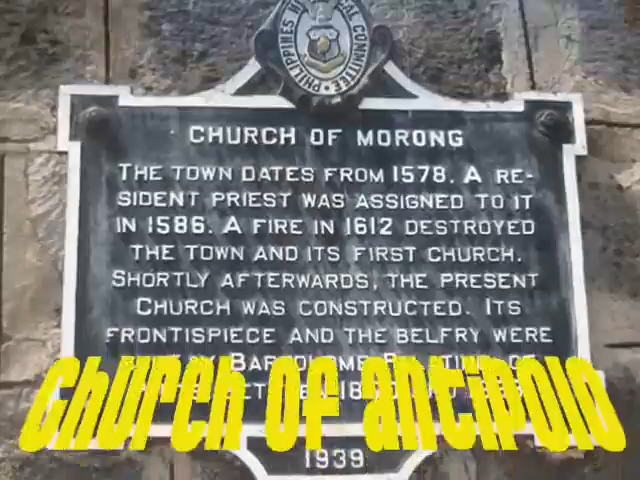 PHILIPPINES HISTORICAL COMMITTEE
CHURCH OF MORONG
THE TOWN DATES FROM 1578. A RE-
SIDENT PRIEST WAS ASSIGNED TO IT
IN 1586. A FIRE IN 1612 DESTROYED
THE TOWN AND ITS FIRST CHURCH.
SHORTLY AFTERWARDS, THE PRESENT
CHURCH WAS CONSTRUCTED. ITS
FRONTISPIECE AND THE BELFRY WERE
church of antipolo
1939